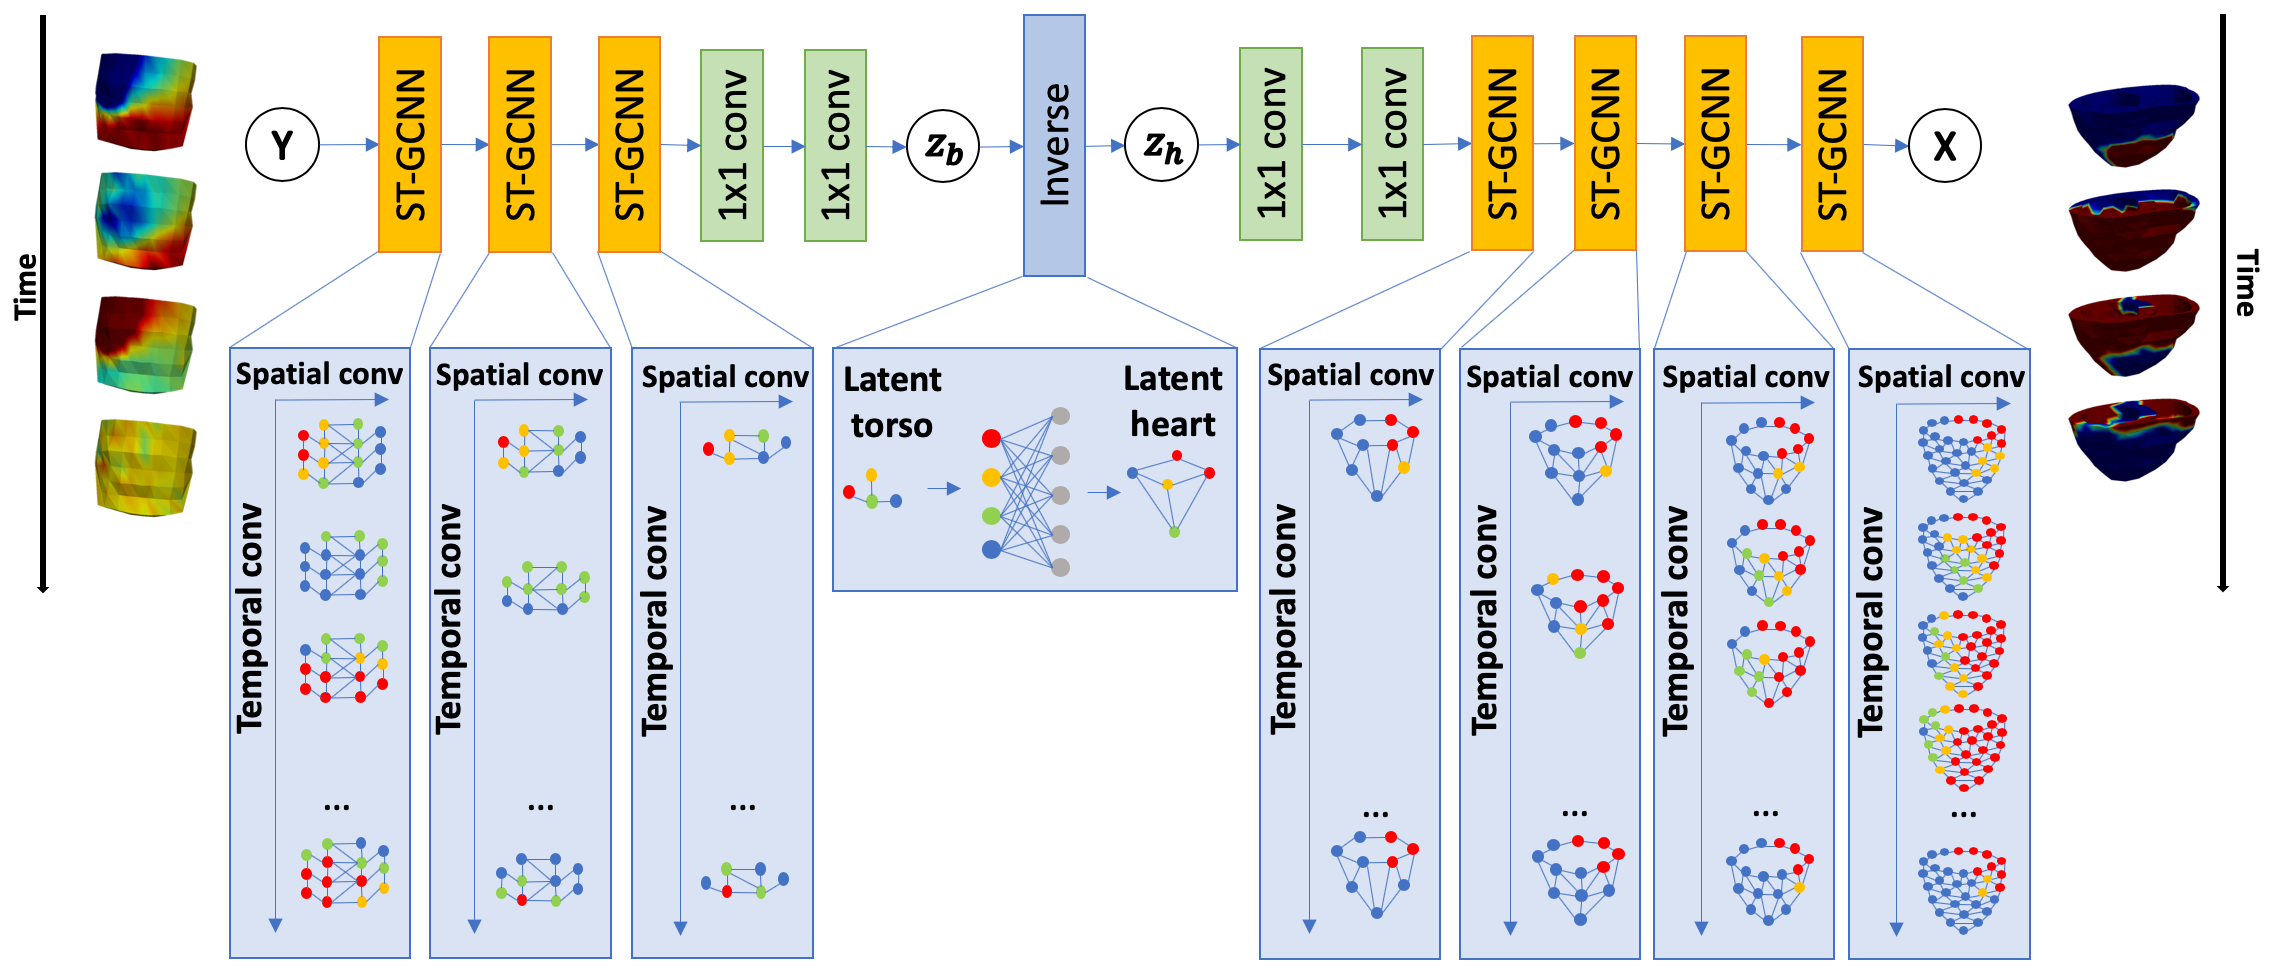 Time
Y
ST-GCNN
ST-GCNN
ST-GCNN
1x1 conv
1x1 conv
z_b
Inverse
z_h
1x1 conv
1x1 conv
ST-GCNN
ST-GCNN
ST-GCNN
ST-GCNN
X
Time
Spatial conv
Temporal conv
...
Spatial conv
Temporal conv
...
Spatial conv
Temporal conv
...
Latent
torso
Latent
heart
Spatial conv
Temporal conv
...
Spatial conv
Temporal conv
...
Spatial conv
Temporal conv
...
Spatial conv
Temporal conv
...